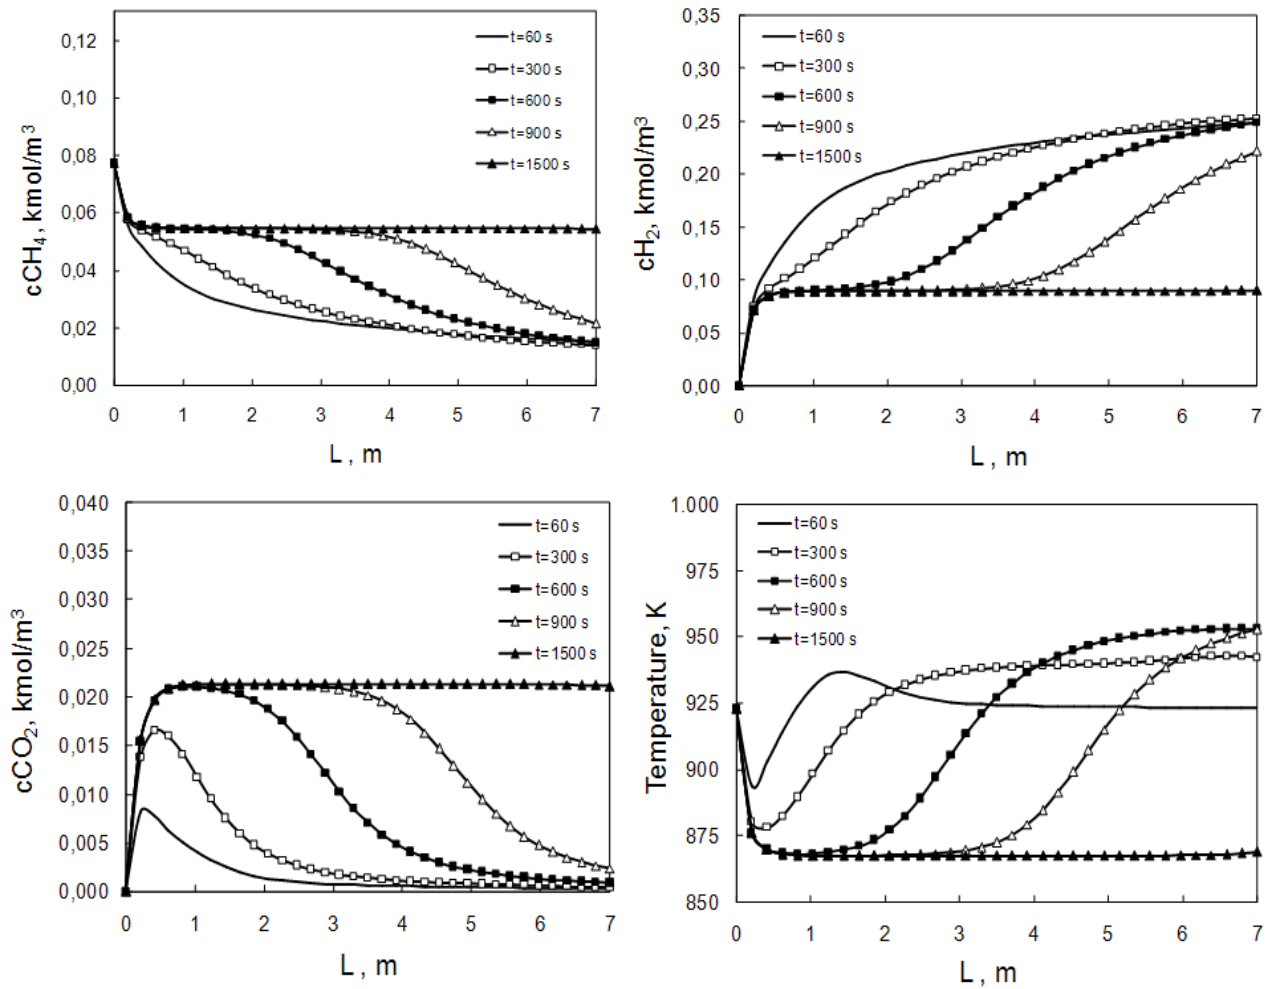 cCH4, kmol/m3
0,12
0,10
0,08
0,06
0,04
0,02
0,00
t=60 s
t=300 s
t=600 s
t=900 s
t=1500 s
0 1 2 3 4 5 6 7
L , m
cH2, kmol/m3
0,35
0,30
0,25
0,20
0,15
0,10
0,05
0,00
t=60 s
t=300 s
t=600 s
t=900 s
t=1500 s
0 1 2 3 4 5 6 7
L , m
cCO2, kmol/m3
0,040
0,035
0,030
0,025
0,020
0,015
0,010
0,005
0,000
t=60 s
t=300 s
t=600 s
t=900 s
t=1500 s
0 1 2 3 4 5 6 7
L , m
Temperature, K
1.000
975
950
925
900
875
850
t=60 s
t=300 s
t=600 s
t=900 s
t=1500 s
0 1 2 3 4 5 6 7
L , m